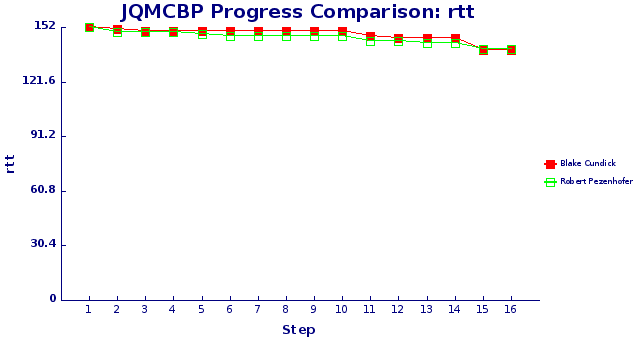 JQMCBP Progress Comparison: rtt
152
121.6
91.2
60.8
30.4
0
rtt
1 2 3 4 5 6 7 8 9 10 11 12 13 14 15 16
Step
Blake Cundick
Robert Pezenhofer